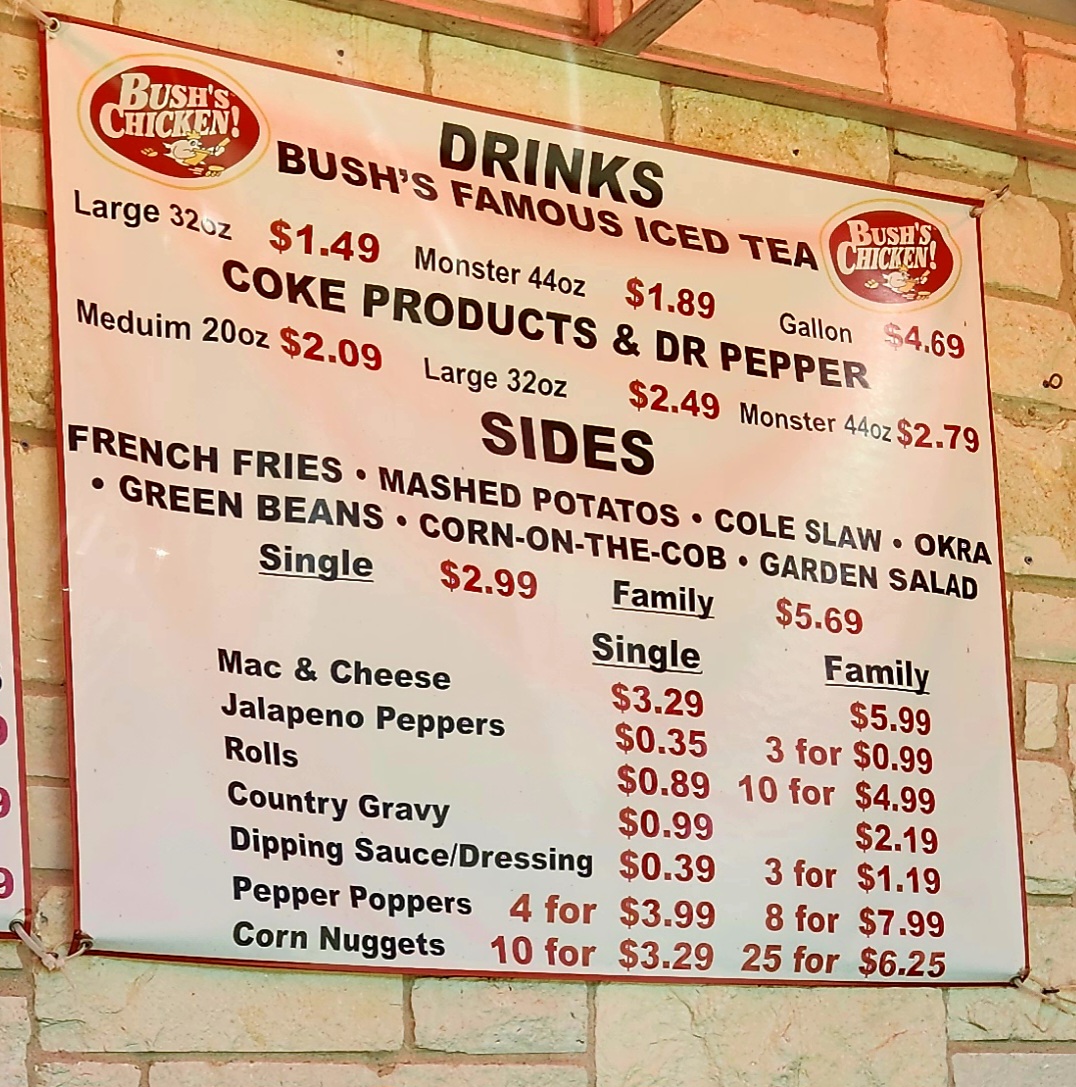 BUSH'S
CHICKEN!
DRINKS
BUSH'S FAMOUS ICED TEA
BUSH'S
CHICKEN!
Large 32oz $1.49 Monster 44oz $1.89 Gallon $4.69
COKE PRODUCTS & DR PEPPER
Meduim 20oz $2.09 Large 32oz $2.49 Monster 44oz $2.79
SIDES
FRENCH FRIES • MASHED POTATOS • COLE SLAW • OKRA
• GREEN BEANS • CORN-ON-THE-COB • GARDEN SALAD
Single $2.99 Family $5.69
Single Family
Mac & Cheese $3.29 $5.99
Jalapeno Peppers $0.35 3 for $0.99
Rolls $0.89 10 for $4.99
Country Gravy $0.99 $2.19
Dipping Sauce/Dressing $0.39 3 for $1.19
Pepper Poppers 4 for $3.99 8 for $7.99
Corn Nuggets 10 for $3.29 25 for $6.25